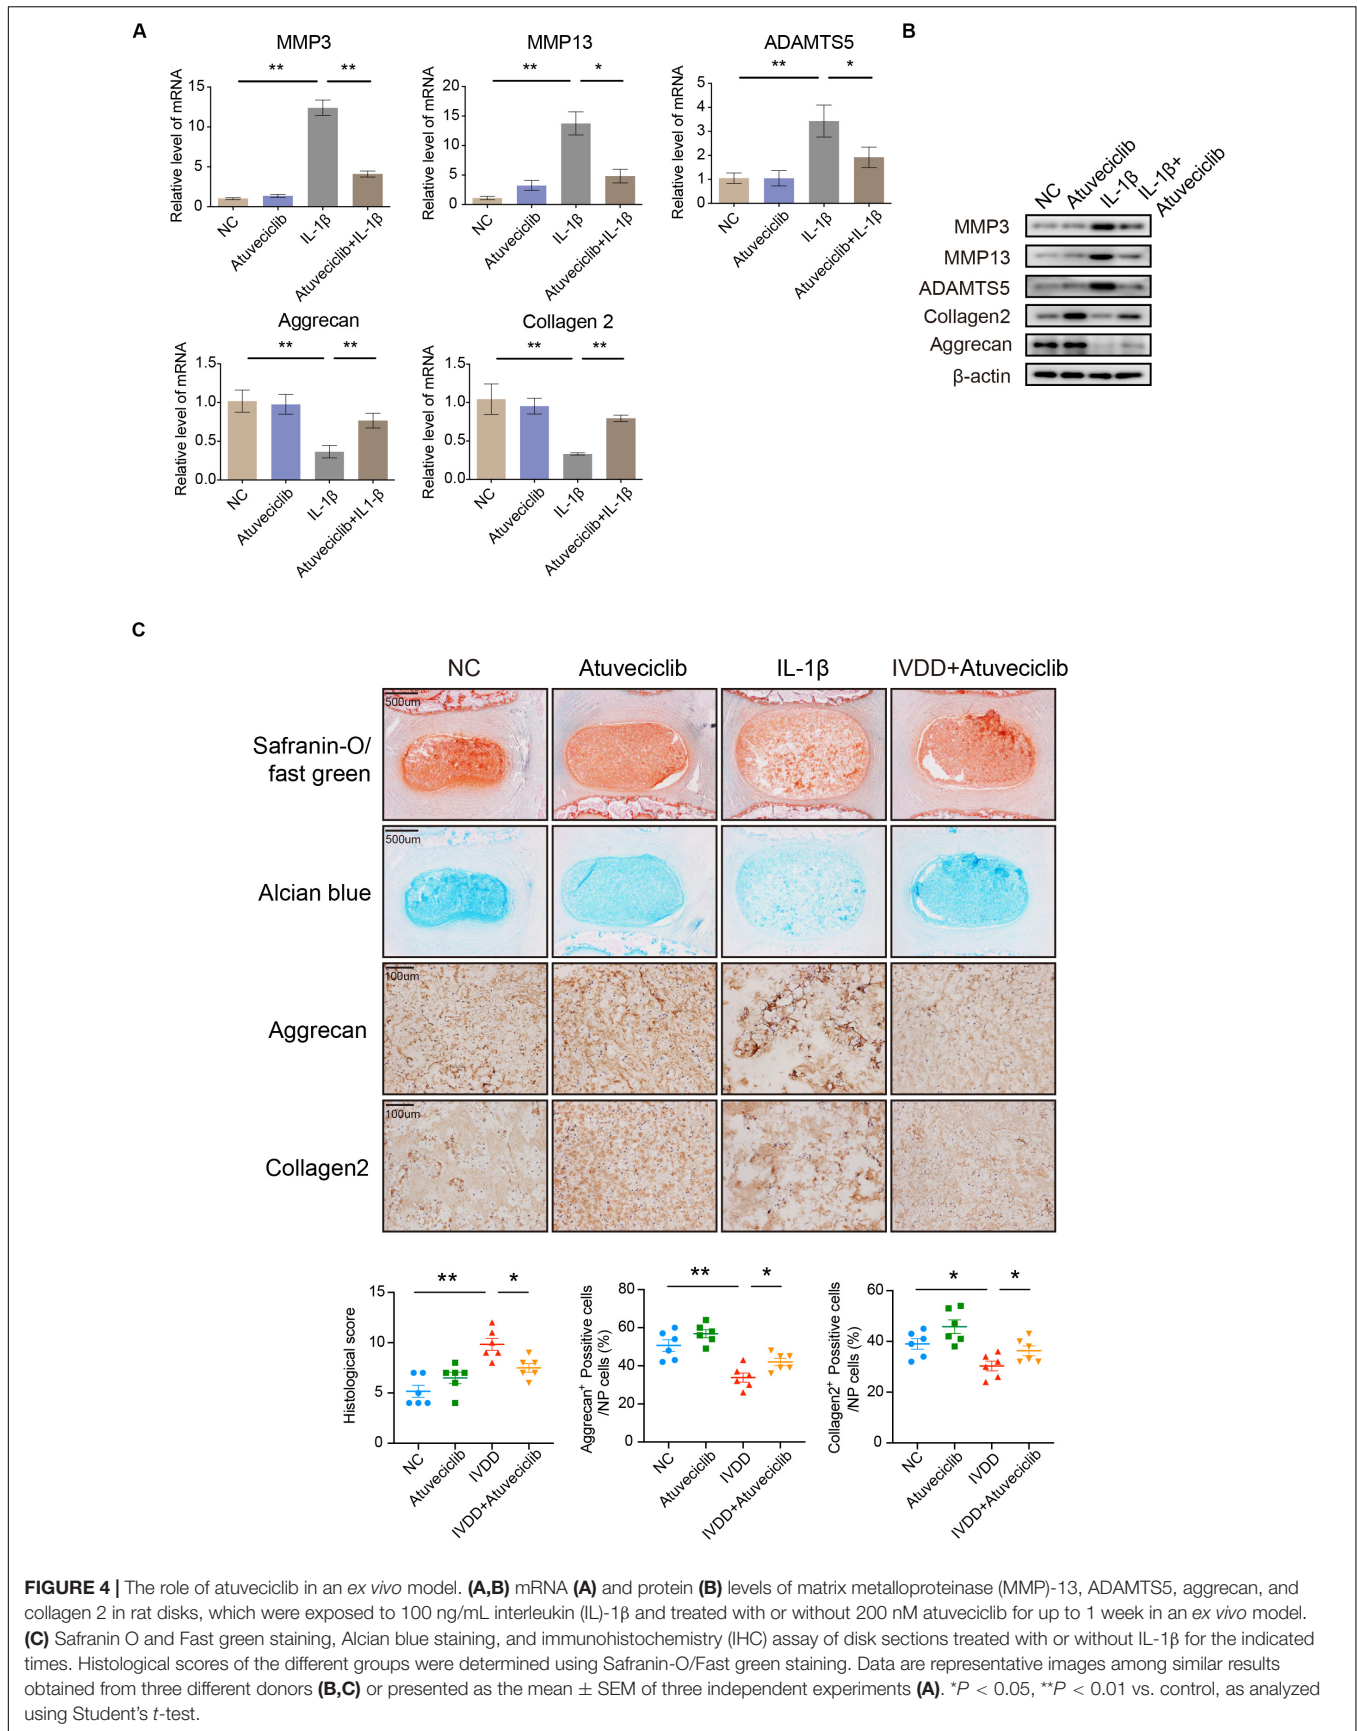 A
B
MMP3
MMP13
ADAMTS5
Relative level of mRNA
15
10
5
0
** **
NC
Atuveciclib
IL-1β
Atuveciclib+IL-1β
Relative level of mRNA
20
15
10
5
0
** *
NC
Atuveciclib
IL-1β
Atuveciclib+IL-1β
Relative level of mRNA
5
4
3
2
1
0
** *
NC
Atuveciclib
IL-1β
Atuveciclib+IL-1β
NC
Atuveciclib
IL-1β
IL-1β+
Atuveciclib
MMP3
MMP13
ADAMTS5
Collagen2
Aggrecan
β-actin
Aggrecan
Relative level of mRNA
1.5
1.0
0.5
0.0
** **
NC
Atuveciclib
IL-1β
Atuveciclib+IL1-β
Collagen 2
Relative level of mRNA
1.5
1.0
0.5
0.0
** **
NC
Atuveciclib
IL-1β
Atuveciclib+IL-1β
C
NC Atuveciclib IL-1β IVDD+Atuveciclib
500um
Safranin-O/
fast green
500um
Alcian blue
100um
Aggrecan
100um
Collagen2
Histological score
15
10
5
0
** *
NC
Atuveciclib
IVDD
IVDD+Atuveciclib
Aggrecan+ Possitive cells
/NP cells (%)
80
60
40
20
0
** *
NC
Atuveciclib
IVDD
IVDD+Atuveciclib
Collagen2+ Possitive cells
/NP cells (%)
60
40
20
0
* *
NC
Atuveciclib
IVDD
IVDD+Atuveciclib
FIGURE 4 | The role of atuveciclib in an ex vivo model. (A,B) mRNA (A) and protein (B) levels of matrix metalloproteinase (MMP)-13, ADAMTS5, aggrecan, and
collagen 2 in rat disks, which were exposed to 100 ng/mL interleukin (IL)-1β and treated with or without 200 nM atuveciclib for up to 1 week in an ex vivo model.
(C) Safranin O and Fast green staining, Alcian blue staining, and immunohistochemistry (IHC) assay of disk sections treated with or without IL-1β for the indicated
times. Histological scores of the different groups were determined using Safranin-O/Fast green staining. Data are representative images among similar results
obtained from three different donors (B,C) or presented as the mean ± SEM of three independent experiments (A). *P < 0.05, **P < 0.01 vs. control, as analyzed
using Student's t-test.